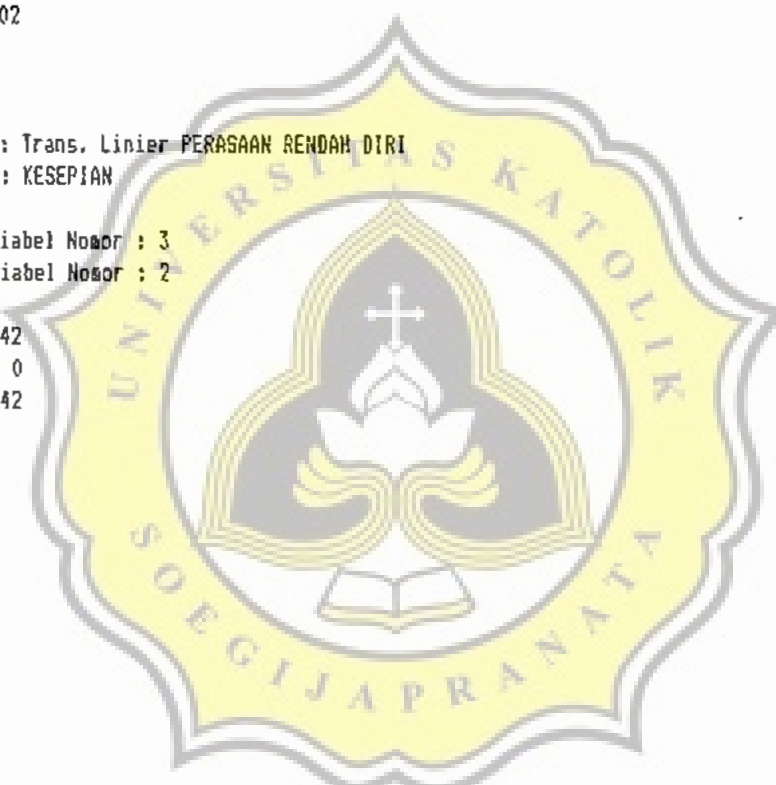 02
: Trans. Linier PERASAAN RENDAH DIRI
: KESEPIAN
iabel Nomor : 3
iabel Nomor : 2
42
0
42
UNIVERSITAS KATOLIK
SOEGIJAPRANATA